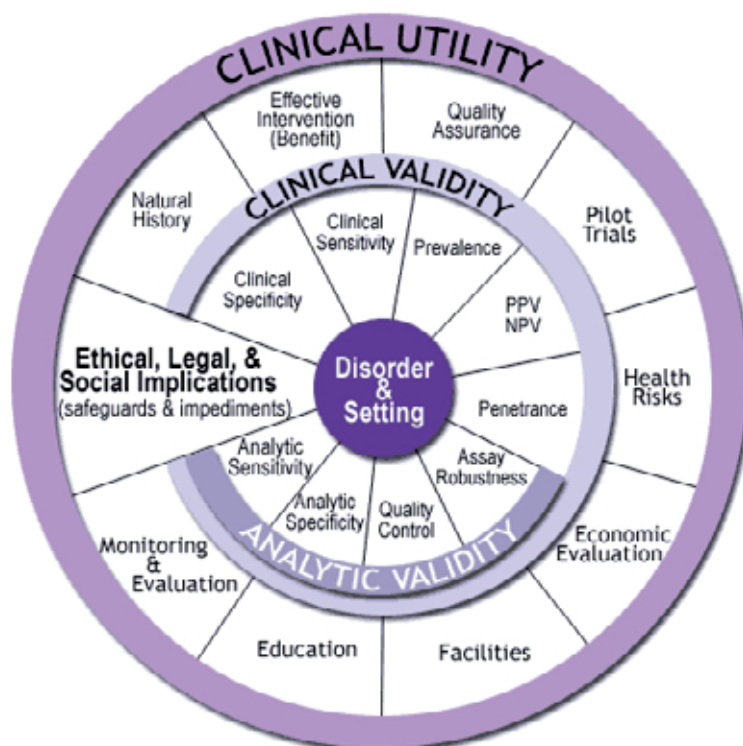 CLINICAL UTILITY
Effective
Intervention
(Benefit)
Quality
Assurance
Natural
History
Pilot
Trials
CLINICAL VALIDITY
Clinical
Sensitivity
Prevalence
Clinical
Specificity
PPV
NPV
Ethical, Legal, &
Social Implications
(safeguards & impediments)
Disorder
&
Setting
Health
Risks
Penetrance
Analytic
Sensitivity
Assay
Robustness
Analytic
Specificity
Quality
Control
ANALYTIC VALIDITY
Monitoring
&
Evaluation
Economic
Evaluation
Education
Facilities